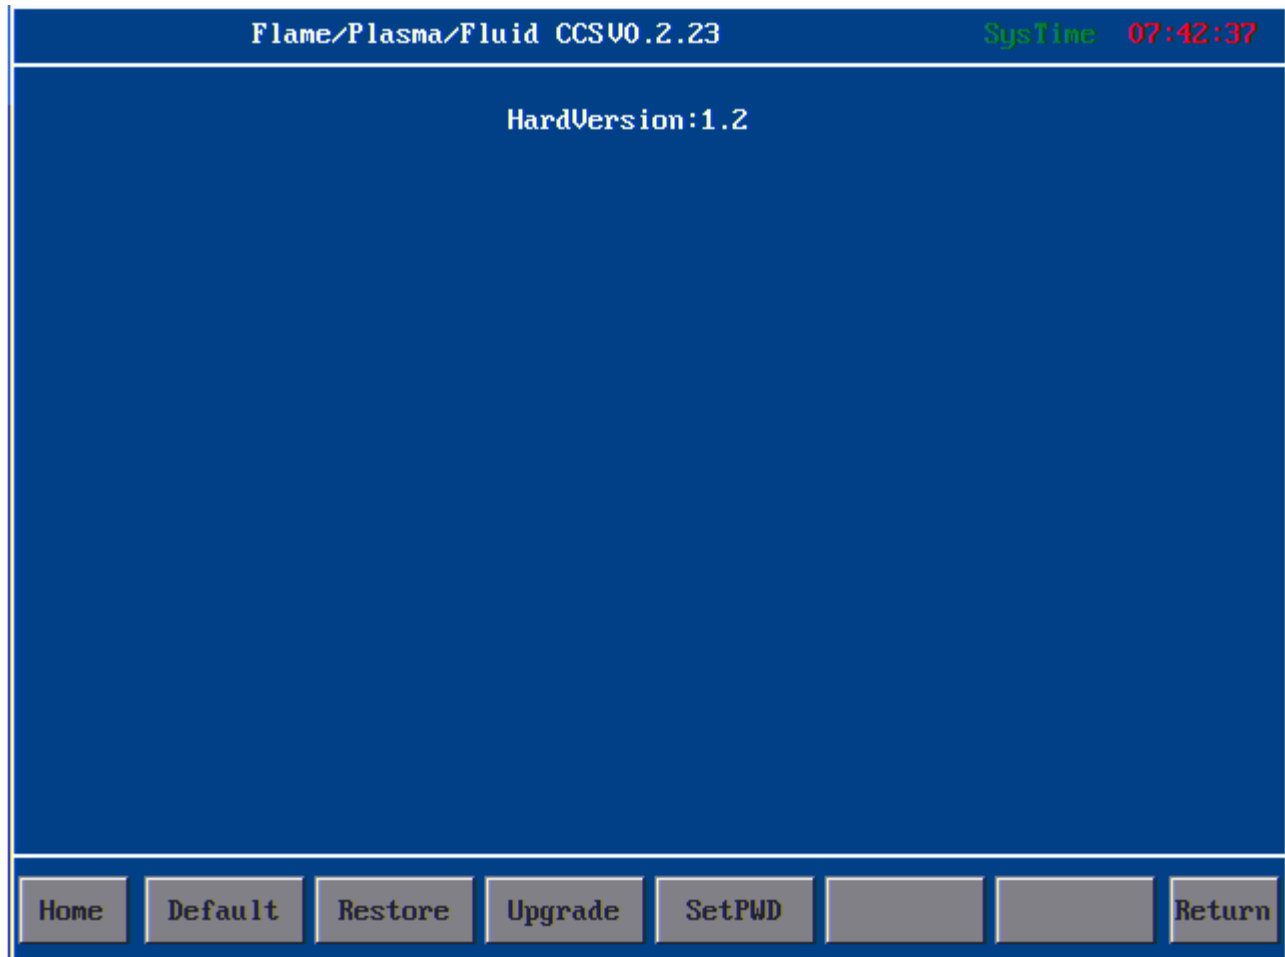 Flame/Plasma/Fluid CCSV0.2.23 SysTime 07:42:37
HardVersion:1.2
Home Default Restore Upgrade SetPWD Return